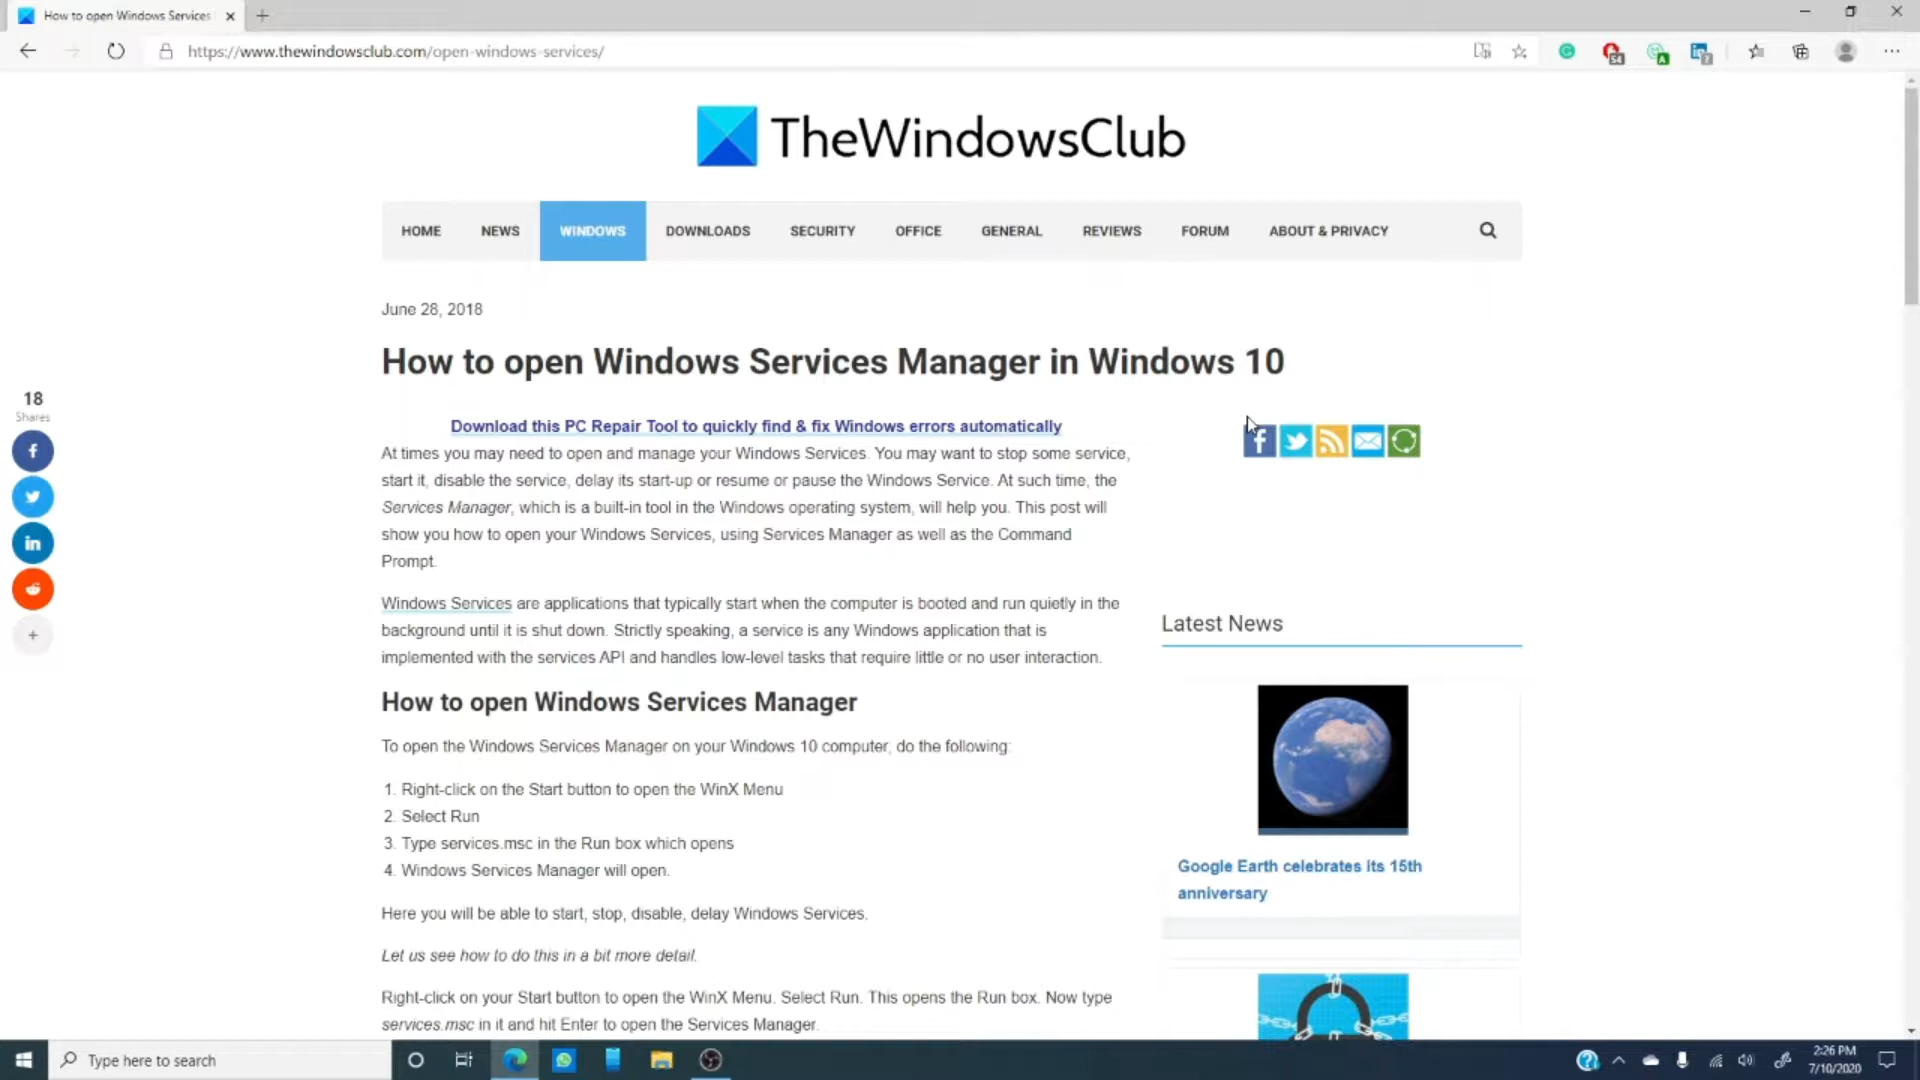 How to open Windows Services
https://www.thewindowsclub.com/open-windows-services/
54
A
7
TheWindowsClub
HOME NEWS WINDOWS DOWNLOADS SECURITY OFFICE GENERAL REVIEWS FORUM ABOUT & PRIVACY
June 28, 2018
How to open Windows Services Manager in Windows 10
18
Shares
Download this PC Repair Tool to quickly find & fix Windows errors automatically
At times you may need to open and manage your Windows Services. You may want to stop some service,
start it, disable the service, delay its start-up or resume or pause the Windows Service. At such time, the
Services Manager, which is a built-in tool in the Windows operating system, will help you. This post will
show you how to open your Windows Services, using Services Manager as well as the Command
Prompt.
Windows Services are applications that typically start when the computer is booted and run quietly in the
background until it is shut down. Strictly speaking, a service is any Windows application that is
implemented with the services API and handles low-level tasks that require little or no user interaction.
How to open Windows Services Manager
To open the Windows Services Manager on your Windows 10 computer, do the following:
1. Right-click on the Start button to open the WinX Menu
2. Select Run
3. Type services.msc in the Run box which opens
4. Windows Services Manager will open.
Here you will be able to start, stop, disable, delay Windows Services.
Let us see how to do this in a bit more detail.
Right-click on your Start button to open the WinX Menu. Select Run. This opens the Run box. Now type
services.msc in it and hit Enter to open the Services Manager.
Latest News
Google Earth celebrates its 15th
anniversary
Type here to search
2:26 PM
7/10/2020